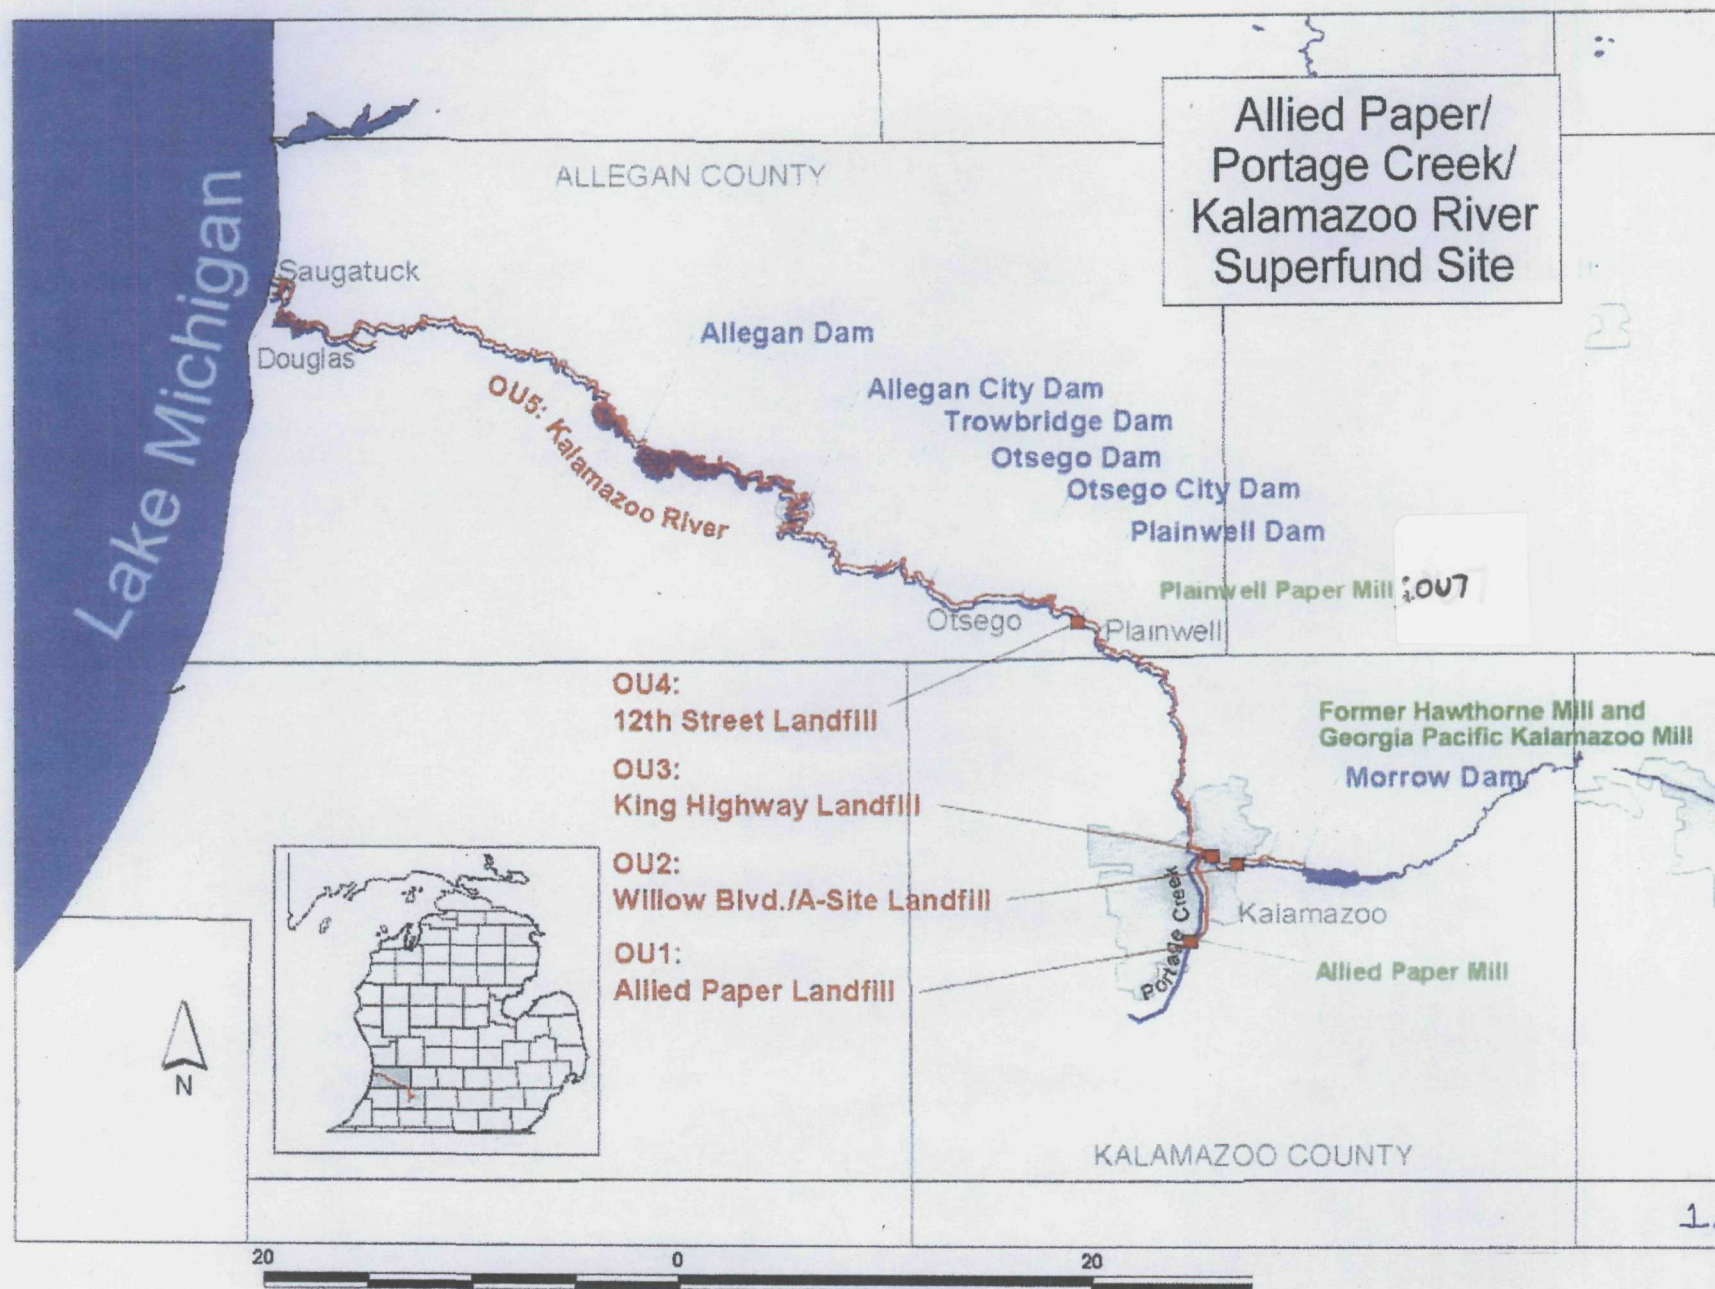 Allied Paper/
Portage Creek/
Kalamazoo River
Superfund Site
ALLEGAN COUNTY
Lake Michigan
Saugatuck
Douglas
Allegan Dam
Allegan City Dam
Trowbridge Dam
Otsego Dam
Otsego City Dam
Plainwell Dam
OU5: Kalamazoo River
Plainwell Paper Mill : OU7
Otsego
Plainwell
OU4:
12th Street Landfill
Former Hawthorne Mill and
Georgia Pacific Kalamazoo Mill
Morrow Dam
OU3:
King Highway Landfill
OU2:
Willow Blvd./A-Site Landfill
Portage Creek
Kalamazoo
OU1:
Allied Paper Landfill
Allied Paper Mill
N
KALAMAZOO COUNTY
1.
20 0 20